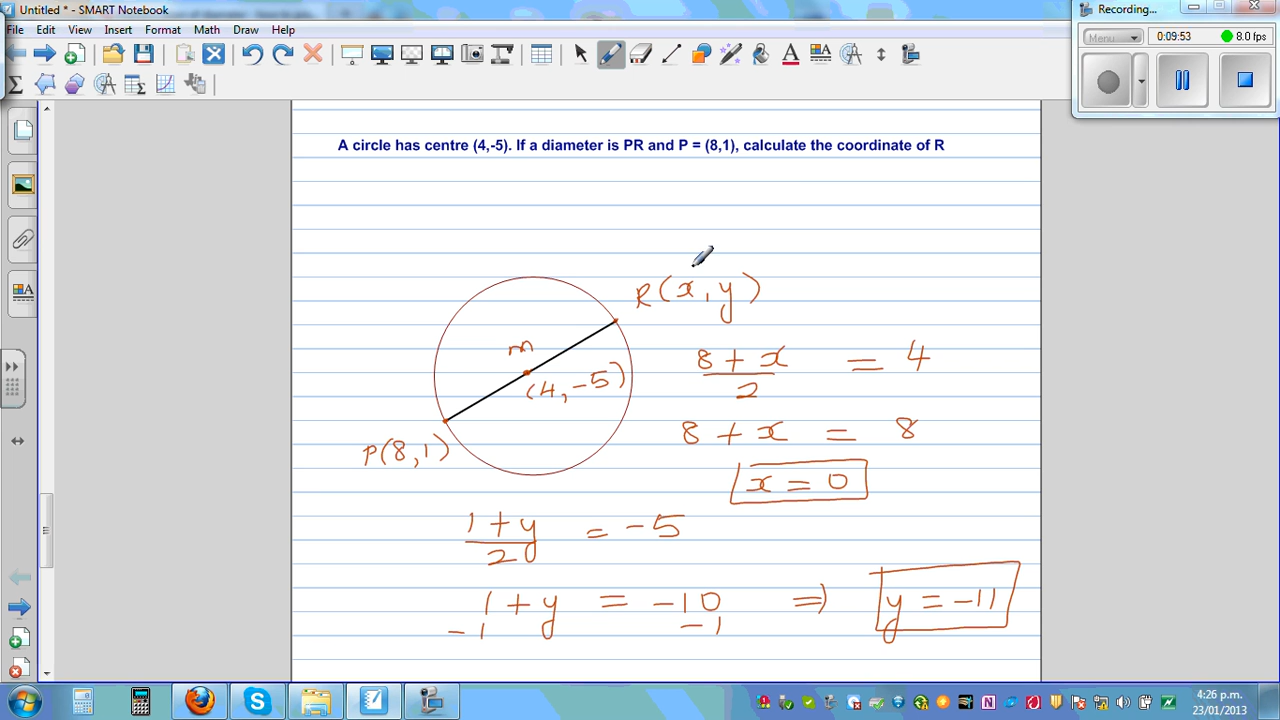 Untitled * - SMART Notebook
Recording...
File Edit View Insert Format Math Draw Help
Menu 0:09:53 8.0 fps
A circle has centre (4,-5). If a diameter is PR and P = (8,1), calculate the coordinate of R
R(x, y)
m
(4, -5)
P(8, 1)
8 + x / 2 = 4
8 + x = 8
x = 0
1 + y / 2 = -5
1 + y = -10 ⇒ y = -11
-1 -1
4:26 p.m.
23/01/2013